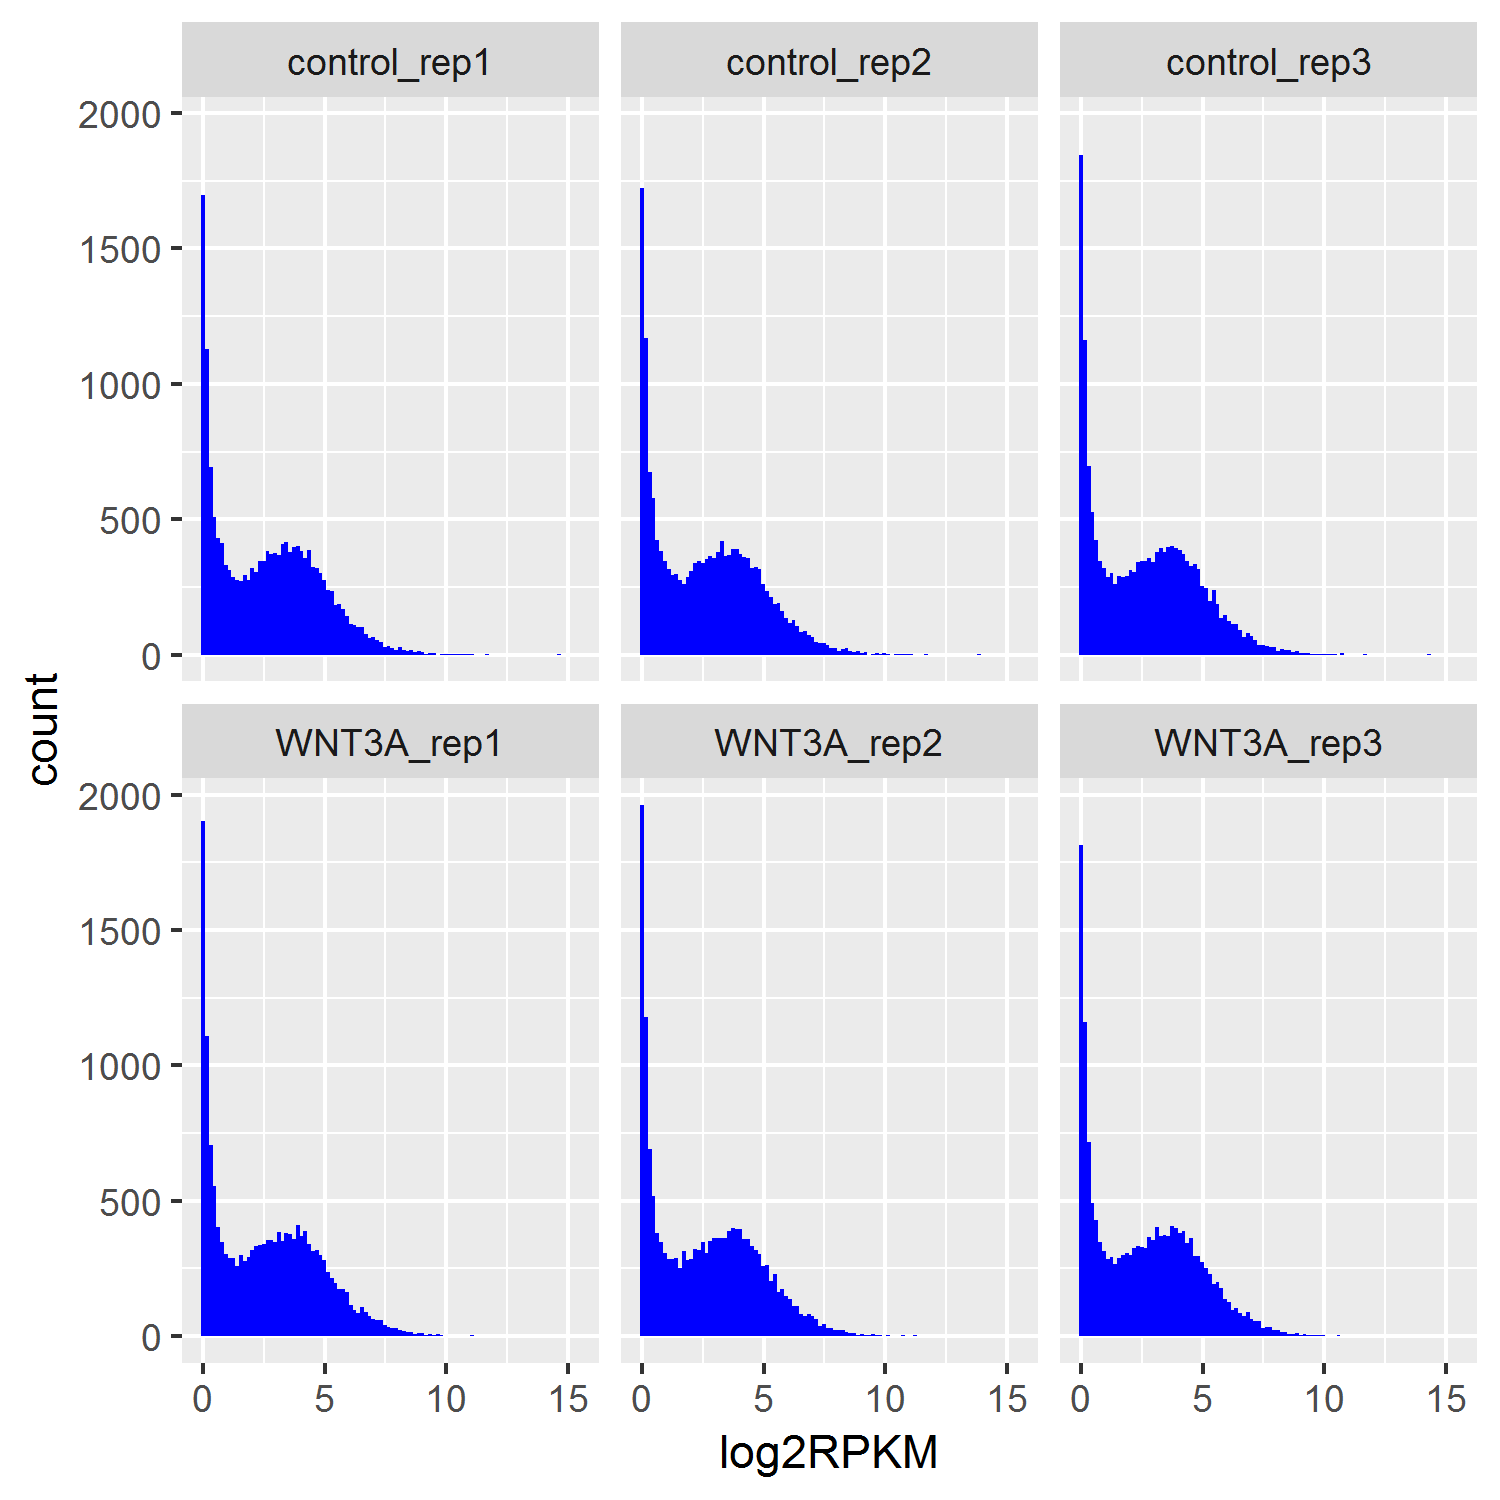 control_rep1 control_rep2 control_rep3
2000
1500
1000
500
0
count
WNT3A_rep1 WNT3A_rep2 WNT3A_rep3
2000
1500
1000
500
0
0 5 10 15 0 5 10 15 0 5 10 15
log2RPKM